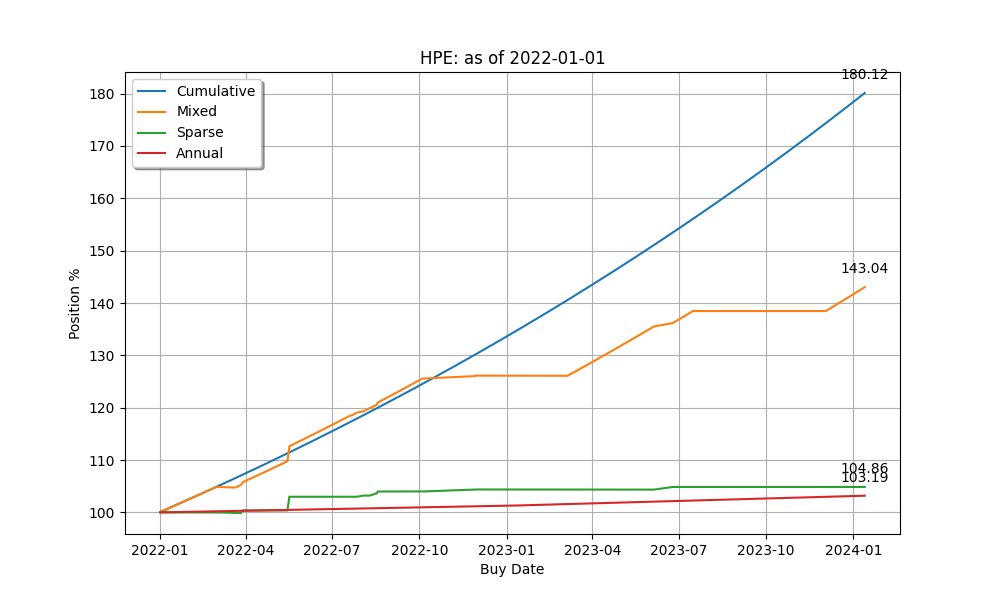 HPE: as of 2022-01-01
180.12
Cumulative
Mixed
Sparse
Annual
143.04
104.86
103.19
180
170
160
150
140
130
120
110
100
Position %
2022-01 2022-04 2022-07 2022-10 2023-01 2023-04 2023-07 2023-10 2024-01
Buy Date